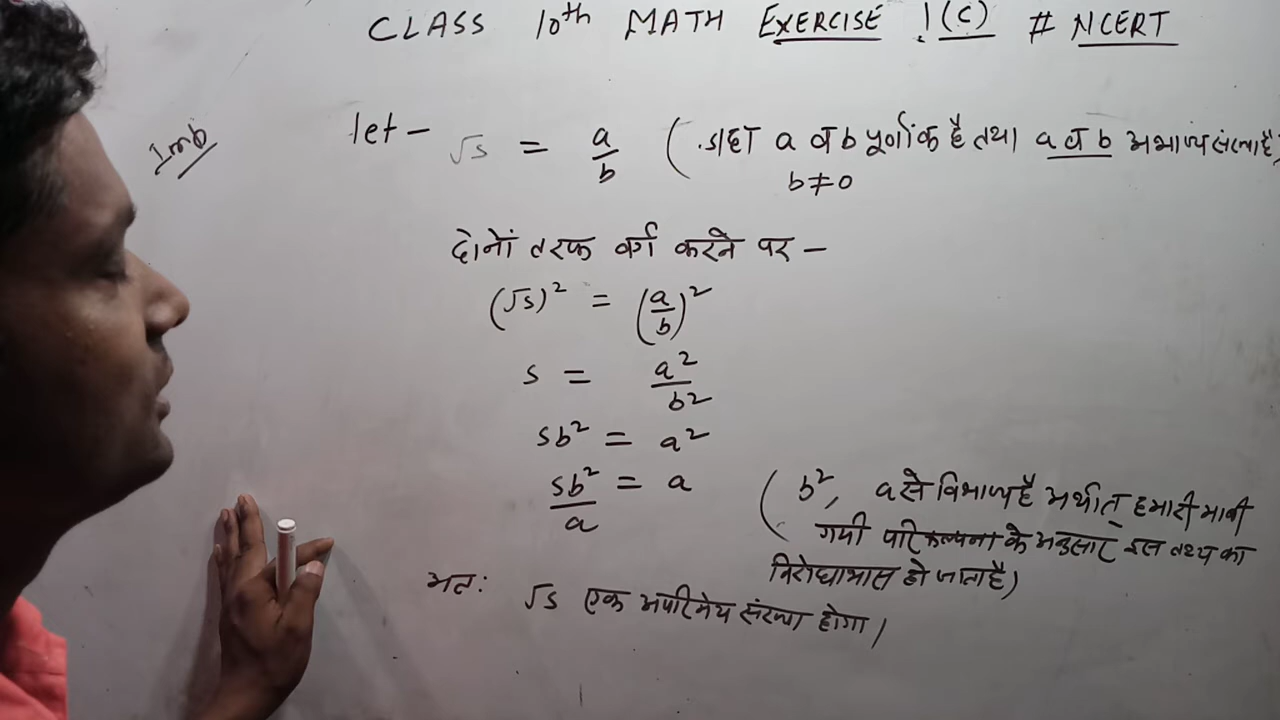 CLASS 10th MATH EXERCISE 1(C) # NCERT
Imp
let - √5 = a/b ( जहा a व b पूर्णांक है तथा a व b अभाज्य संख्या है)
b ≠ 0
दोनों तरफ वर्ग करने पर –
(√5)² = (a/b)²
5 = a²/b²
5b² = a²
5b²/a = a ( b², a से विभाज्य है अर्थात् हमारी मानी
गयी परिकल्पना के अनुसार इस तथ्य का
विरोधाभास हो जाता है)
अतः √5 एक अपरिमेय संख्या होगा।